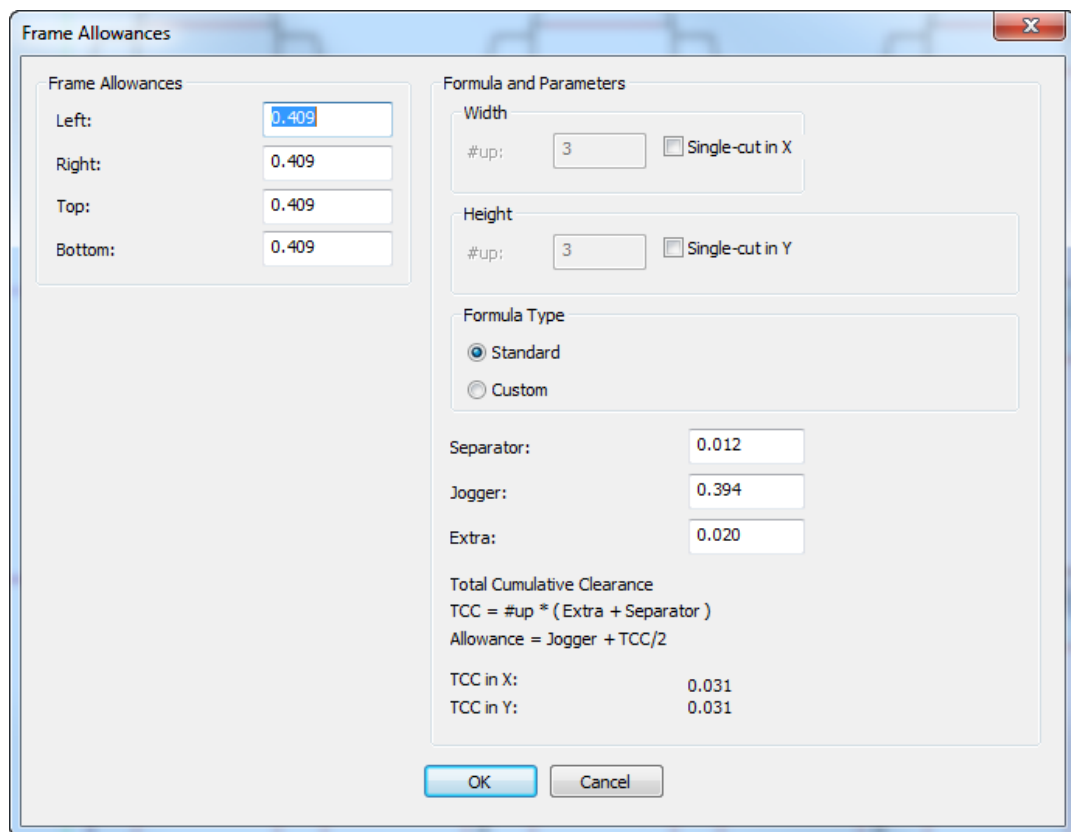 Frame Allowances
Frame Allowances
Left: 0.409
Right: 0.409
Top: 0.409
Bottom: 0.409
Formula and Parameters
Width
#up: 3 Single-cut in X
Height
#up: 3 Single-cut in Y
Formula Type
Standard
Custom
Separator: 0.012
Jogger: 0.394
Extra: 0.020
Total Cumulative Clearance
TCC = #up * ( Extra + Separator )
Allowance = Jogger + TCC/2
TCC in X: 0.031
TCC in Y: 0.031
OK Cancel